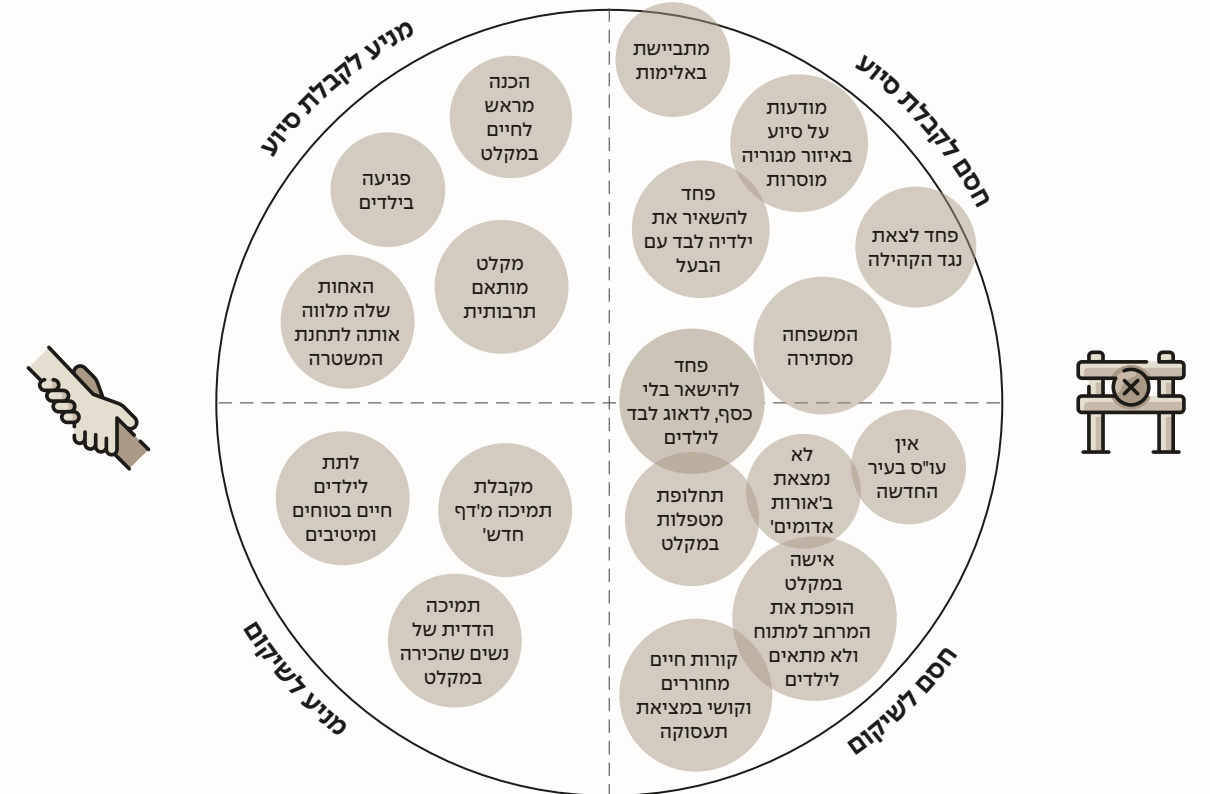 חסם לקבלת סיוע
מתביישת
באלימות
מודעות
על סיוע
באיזור מגוריה
מוסרות
פחד
להשאיר את
ילדיה לבד עם
הבעל
פחד לצאת
נגד הקהילה
המשפחה
מסתירה
פחד
להישאר בלי
כסף, לדאוג לבד
לילדים
מניע לקבלת סיוע
הכנה
מראש
לחיים
במקלט
פגיעה
בילדים
מקלט
מותאם
תרבותית
האחות
שלה מלווה
אותה לתחנת
המשטרה
חסם לשיקום
אין
עו"ס בעיר
החדשה
לא
נמצאת
ב'אורות
אדומים'
תחלופת
מטפלות
במקלט
אישה
במקלט
הופכת את
המרחב למתוח
ולא מתאים
לילדים
קורות חיים
מחוררים
וקושי במציאת
תעסוקה
מניע לשיקום
מקבלת
תמיכה מ'דף
חדש'
לתת
לילדים
חיים בטוחים
ומיטיבים
תמיכה
הדדית של
נשים שהכירה
במקלט